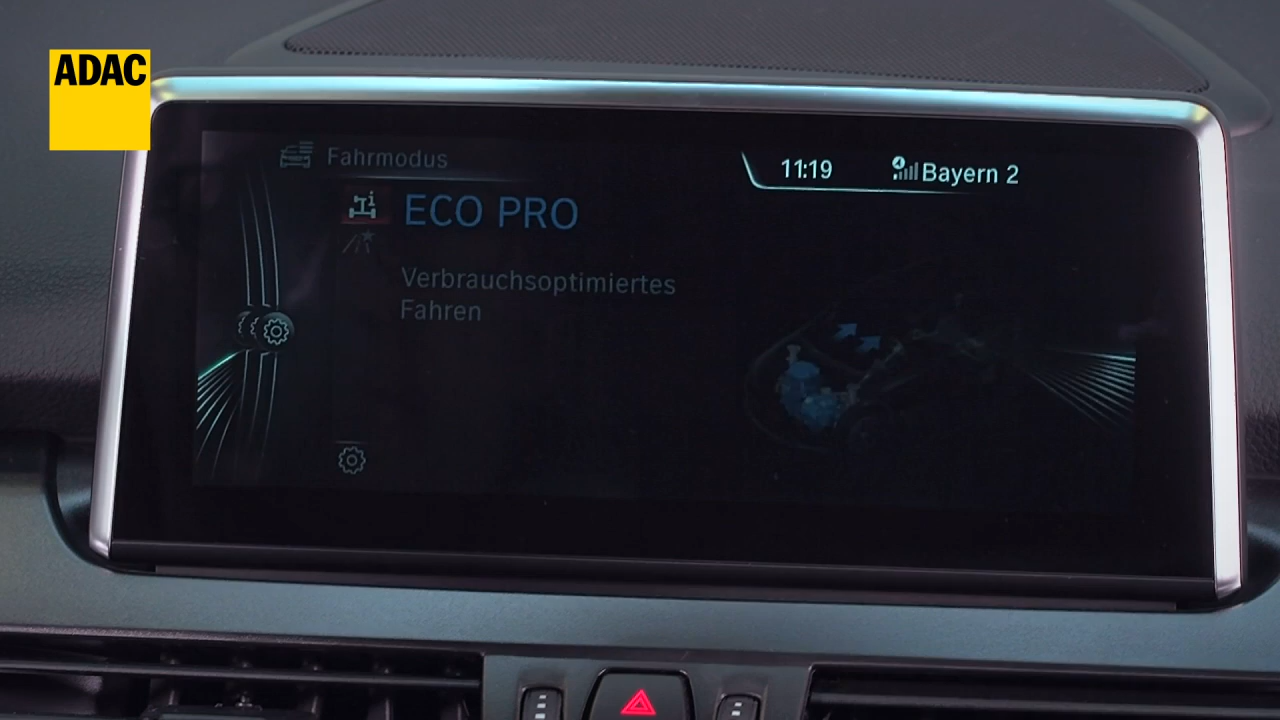 ADAC
Fahrmodus
11:19
Bayern 2
ECO PRO
Verbrauchsoptimiertes
Fahren